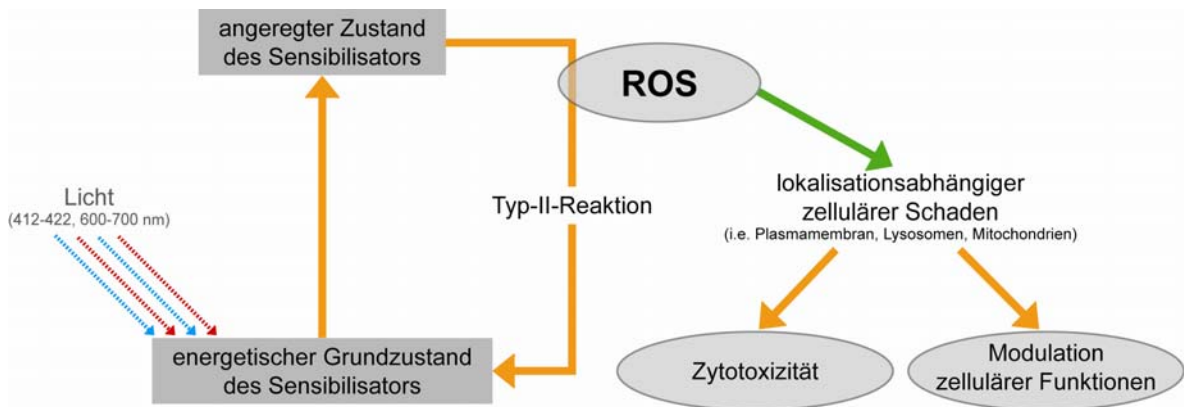 angeregter Zustand
des Sensibilisators
ROS
Licht
(412-422, 600-700 nm)
Typ-II-Reaktion
lokalisationsabhängiger
zellulärer Schaden
(i.e. Plasmamembran, Lysosomen, Mitochondrien)
energetischer Grundzustand
des Sensibilisators
Zytotoxizität
Modulation
zellulärer Funktionen